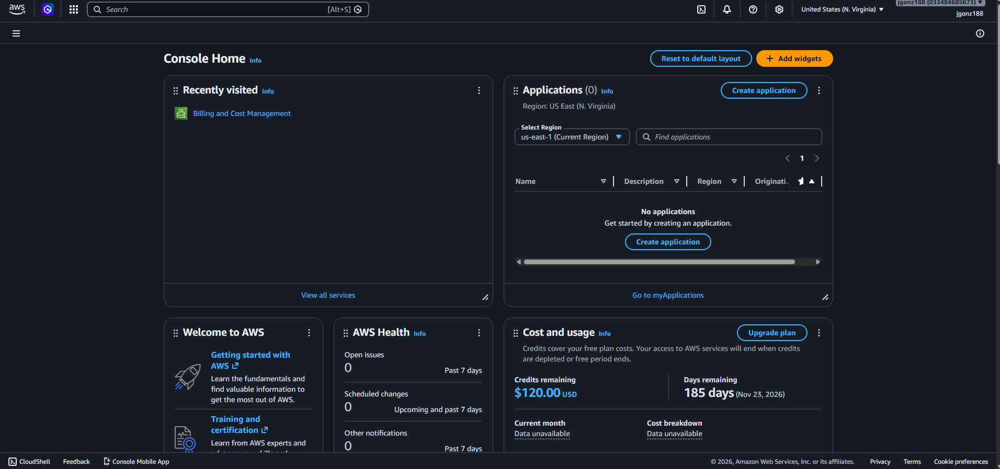 aws
Search [Alt+S]
United States (N. Virginia)
jgonz188 (033484685673)
jgonz188
Console Home Info
Reset to default layout
Add widgets
Recently visited Info
Billing and Cost Management
View all services
Applications (0) Info
Create application
Region: US East (N. Virginia)
Select Region
us-east-1 (Current Region)
Find applications
1
Name Description Region Originati
No applications
Get started by creating an application.
Create application
Go to myApplications
Welcome to AWS
Getting started with
AWS
Learn the fundamentals and
find valuable information to
get the most out of AWS.
Training and
certification
Learn from AWS experts and
AWS Health Info
Open issues
0
Past 7 days
Scheduled changes
0
Upcoming and past 7 days
Other notifications
0
Past 7 days
Cost and usage Info
Upgrade plan
Credits cover your free plan costs. Your access to AWS services will end when credits
are depleted or free period ends.
Credits remaining
$120.00 USD
Days remaining
185 days (Nov 23, 2026)
Current month
Data unavailable
Cost breakdown
Data unavailable
CloudShell Feedback Console Mobile App
© 2026, Amazon Web Services, Inc. or its affiliates. Privacy Terms Cookie preferences